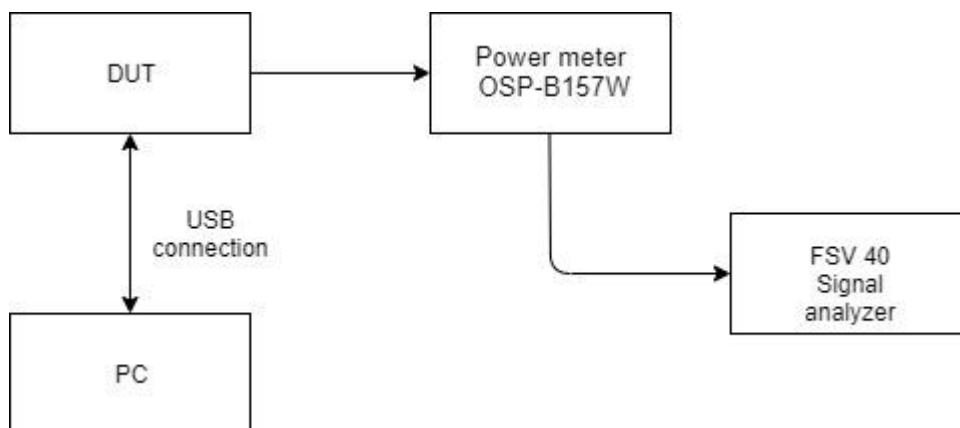 DUT
Power meter
OSP-B157W
USB
connection
FSV 40
Signal
analyzer
PC